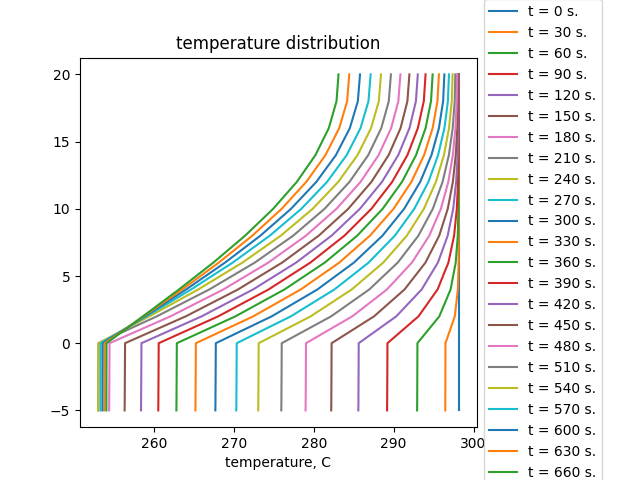 temperature distribution
20
15
10
5
0
−5
260
270
280
290
300
temperature, C
t = 0 s.
t = 30 s.
t = 60 s.
t = 90 s.
t = 120 s.
t = 150 s.
t = 180 s.
t = 210 s.
t = 240 s.
t = 270 s.
t = 300 s.
t = 330 s.
t = 360 s.
t = 390 s.
t = 420 s.
t = 450 s.
t = 480 s.
t = 510 s.
t = 540 s.
t = 570 s.
t = 600 s.
t = 630 s.
t = 660 s.